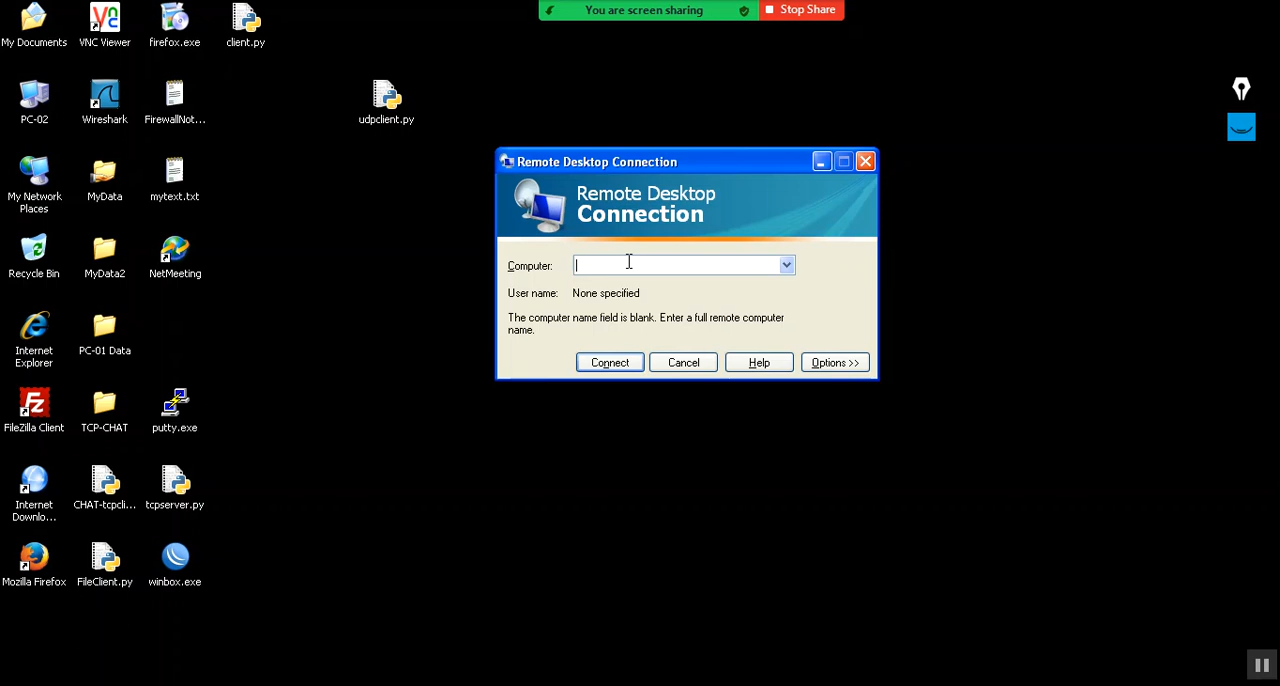 You are screen sharing
Stop Share
My Documents
VNC Viewer
firefox.exe
client.py
PC-02
Wireshark
FirewallNot...
udpclient.py
My Network
Places
MyData
mytext.txt
Recycle Bin
MyData2
NetMeeting
Internet
Explorer
PC-01 Data
FileZilla Client
TCP-CHAT
putty.exe
Internet
Downlo...
CHAT-tcpcli...
tcpserver.py
Mozilla Firefox
FileClient.py
winbox.exe
Remote Desktop Connection
Remote Desktop
Connection
Computer:
User name: None specified
The computer name field is blank. Enter a full remote computer
name.
Connect
Cancel
Help
Options >>